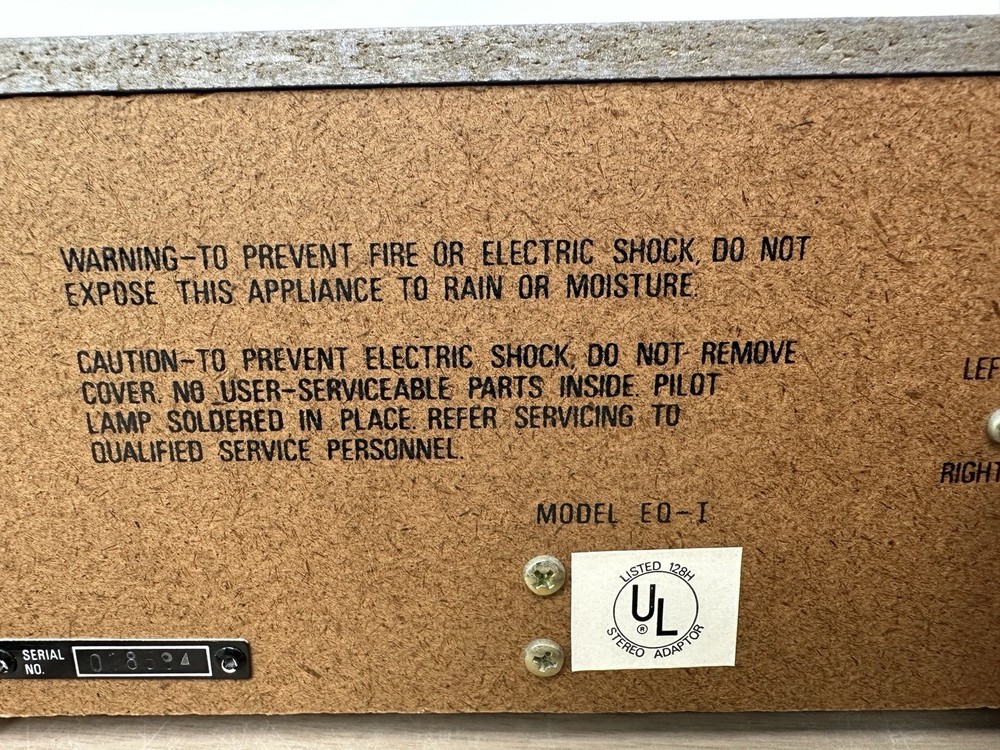 WARNING-TO PREVENT FIRE OR ELECTRIC SHOCK, DO NOT
EXPOSE THIS APPLIANCE TO RAIN OR MOISTURE.
CAUTION-TO PREVENT ELECTRIC SHOCK, DO NOT REMOVE
COVER. NO USER-SERVICEABLE PARTS INSIDE. PILOT
LAMP SOLDERED IN PLACE. REFER SERVICING TO
QUALIFIED SERVICE PERSONNEL.
LEF
RIGHT
MODEL EQ-I
LISTED 128H
UL
®
STEREO ADAPTOR
SERIAL
NO.